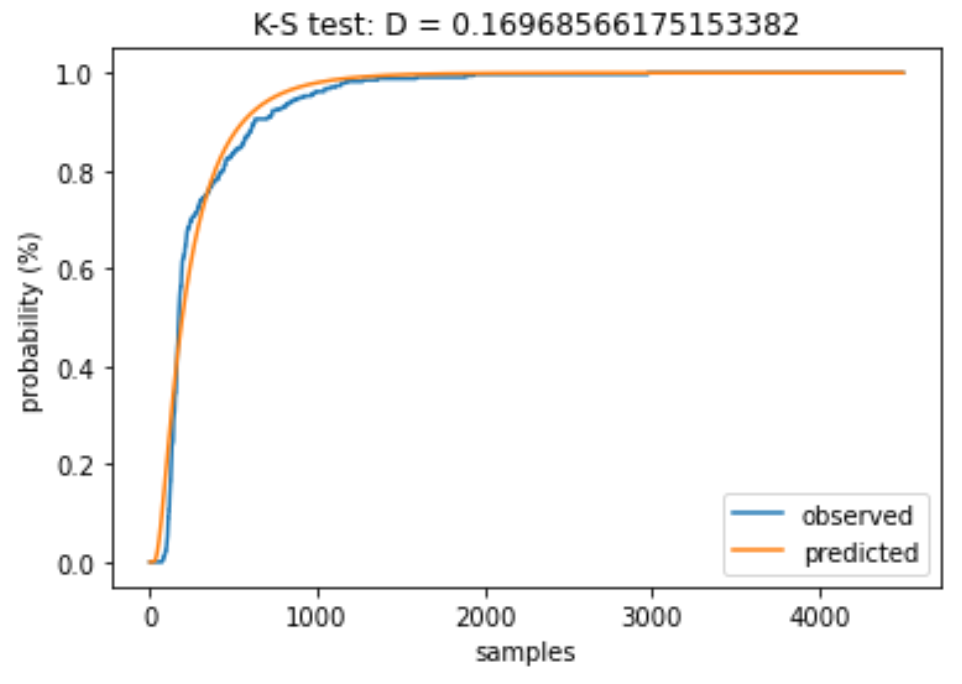 K-S test: D = 0.16968566175153382
1.0
0.8
0.6
0.4
0.2
0.0
probability (%)
0 1000 2000 3000 4000
samples
observed
predicted